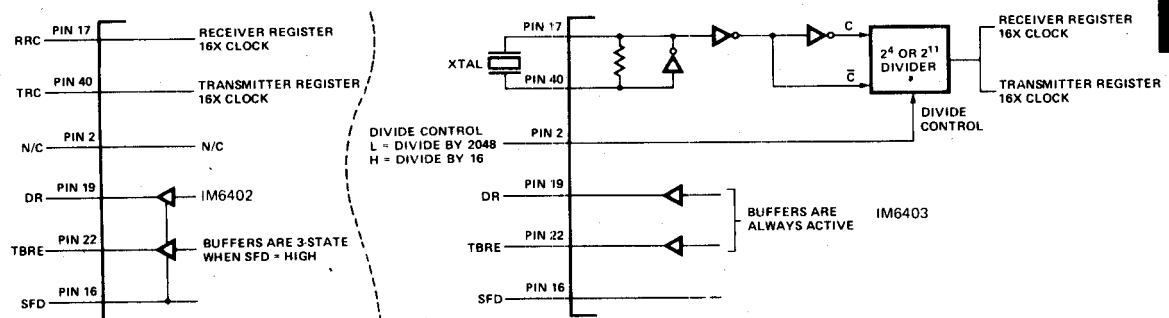 RRC PIN 17 RECEIVER REGISTER
16X CLOCK
TRC PIN 40 TRANSMITTER REGISTER
16X CLOCK
N/C PIN 2 N/C
DR PIN 19 IM6402
TBRE PIN 22 BUFFERS ARE 3-STATE
WHEN SFD = HIGH
SFD PIN 16
PIN 17
XTAL
PIN 40
C
C̅
2⁴ OR 2¹¹
DIVIDER
RECEIVER REGISTER
16X CLOCK
TRANSMITTER REGISTER
16X CLOCK
DIVIDE
CONTROL
DIVIDE CONTROL
L = DIVIDE BY 2048
H = DIVIDE BY 16
PIN 2
DR PIN 19
TBRE PIN 22
BUFFERS ARE
ALWAYS ACTIVE
IM6403
SFD PIN 16